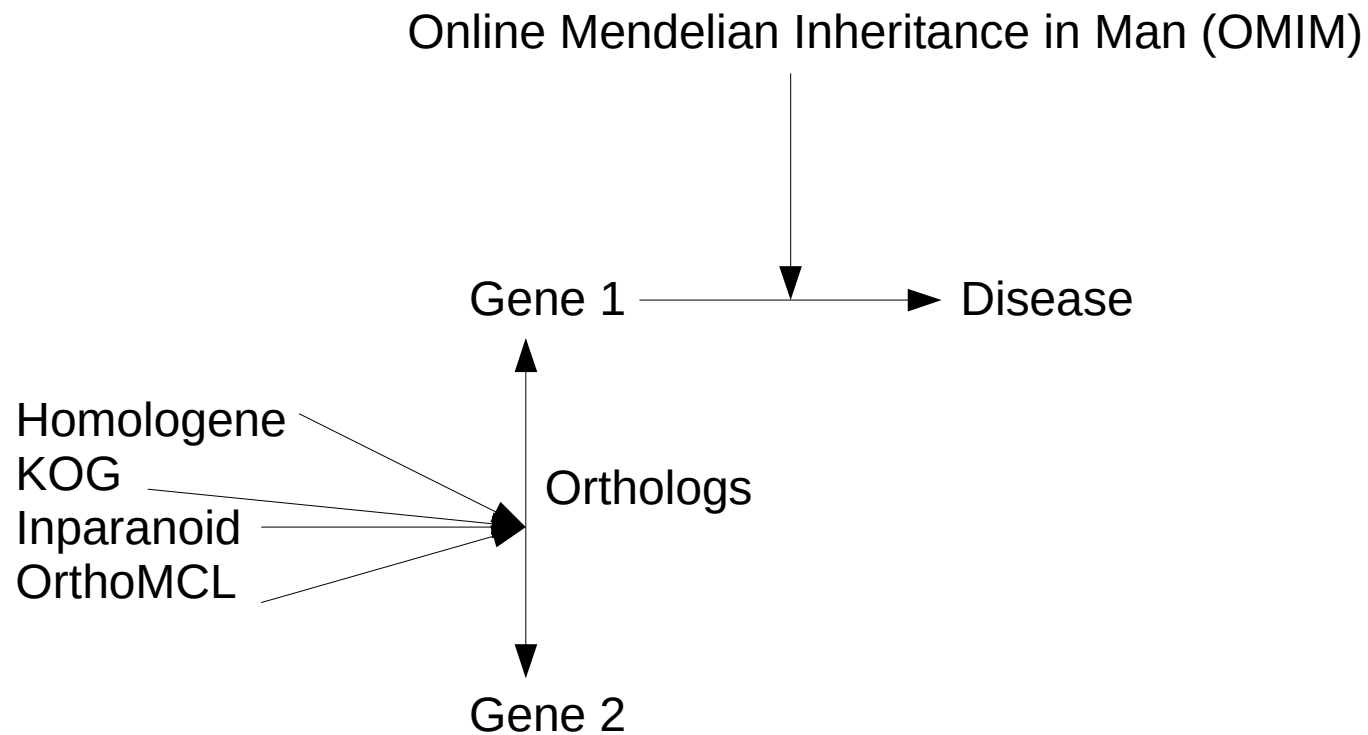 Online Mendelian Inheritance in Man (OMIM)
Gene 1
Disease
Homologene
KOG
Inparanoid
OrthoMCL
Orthologs
Gene 2